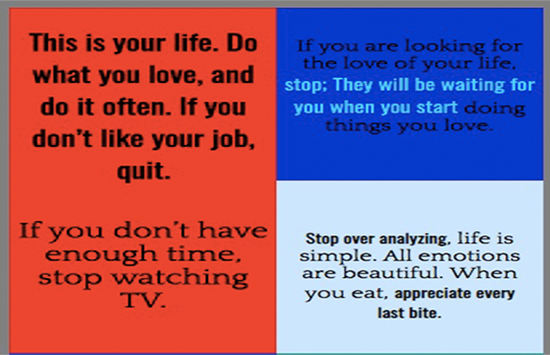 This is your life. Do
what you love, and
do it often. If you
don't like your job,
quit.
If you don't have
enough time,
stop watching
TV.
If you are looking for
the love of your life,
stop; They will be waiting for
you when you start doing
things you love.
Stop over analyzing, life is
simple. All emotions
are beautiful. When
you eat, appreciate every
last bite.